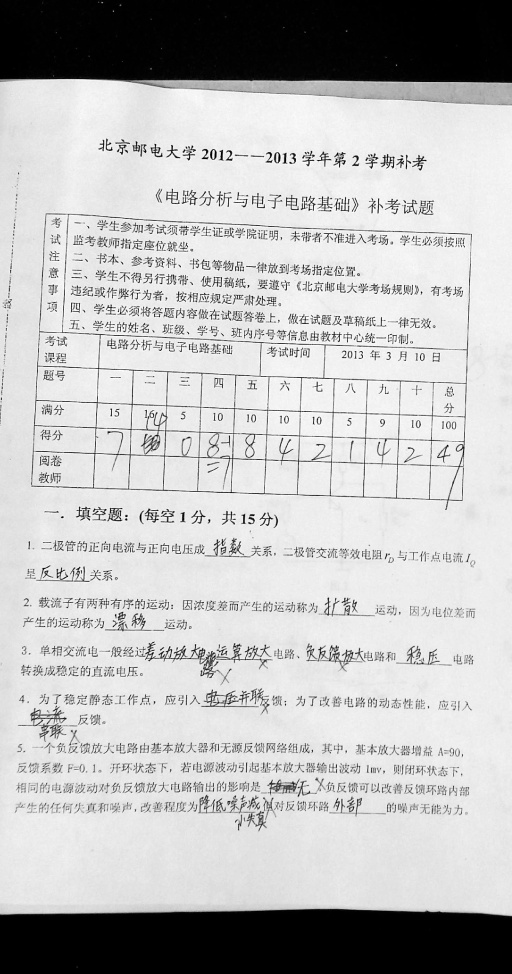 北京邮电大学 2012——2013 学年第 2 学期补考
《电路分析与电子电路基础》补考试题
考试注意事项
一、学生参加考试须带学生证或学院证明，未带者不准进入考场。学生必须按照
监考教师指定座位就坐。
二、书本、参考资料、书包等物品一律放到考场指定位置。
三、学生不得另行携带、使用稿纸，要遵守《北京邮电大学考场规则》，有考场
违纪或作弊行为者，按相应规定严肃处理。
四、学生必须将答题内容做在试题答卷上，做在试题及草稿纸上一律无效。
五、学生的姓名、班级、学号、班内序号等信息由教材中心统一印制。
考试课程 电路分析与电子电路基础 考试时间 2013 年 3 月 10 日
题号 一 二 三 四 五 六 七 八 九 十 总分
满分 15 16 14 5 10 10 10 10 5 9 10 100
得分 7 0 8-1 8 4 2 1 4 2 49
=7
阅卷教师
一．填空题：(每空 1 分，共 15 分)
1. 二极管的正向电流与正向电压成 指数 关系，二极管交流等效电阻 rD 与工作点电流 IQ
呈 反比例 关系。
2. 载流子有两种有序的运动：因浓度差而产生的运动称为 扩散 运动，因为电位差而
产生的运动称为 漂移 运动。
3．单相交流电一般经过 差动放大电路 运算放大 电路、负反馈放大 电路和 稳压 电路
转换成稳定的直流电压。
4．为了稳定静态工作点，应引入 电压并联 反馈；为了改善电路的动态性能，应引入
电流串联 反馈。
5．一个负反馈放大电路由基本放大器和无源反馈网络组成，其中，基本放大器增益 A=90，
反馈系数 F=0.1。开环状态下，若电源波动引起基本放大器输出波动 1mv，则闭环状态下，
相同的电源波动对负反馈放大电路输出的影响是 无 负反馈可以改善反馈环路内部
产生的任何失真和噪声，改善程度为 降低噪声减小失真 对反馈环路 外部 的噪声无能为力。